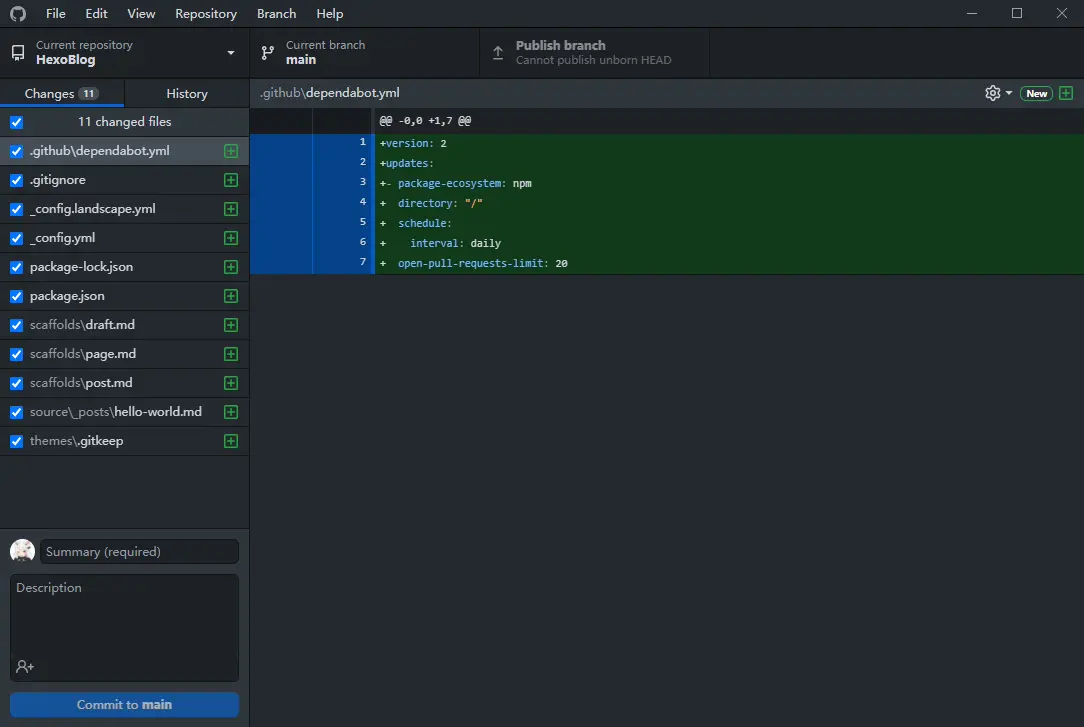 File Edit View Repository Branch Help
Current repository
HexoBlog
Current branch
main
Publish branch
Cannot publish unborn HEAD
Changes 11
History
11 changed files
.github\dependabot.yml
.gitignore
_config.landscape.yml
_config.yml
package-lock.json
package.json
scaffolds\draft.md
scaffolds\page.md
scaffolds\post.md
source\_posts\hello-world.md
themes\.gitkeep
Summary (required)
Description
Commit to main
.github\dependabot.yml
New
@@ -0,0 +1,7 @@
1 +version: 2
2 +updates:
3 +- package-ecosystem: npm
4 +  directory: "/"
5 +  schedule:
6 +    interval: daily
7 +  open-pull-requests-limit: 20